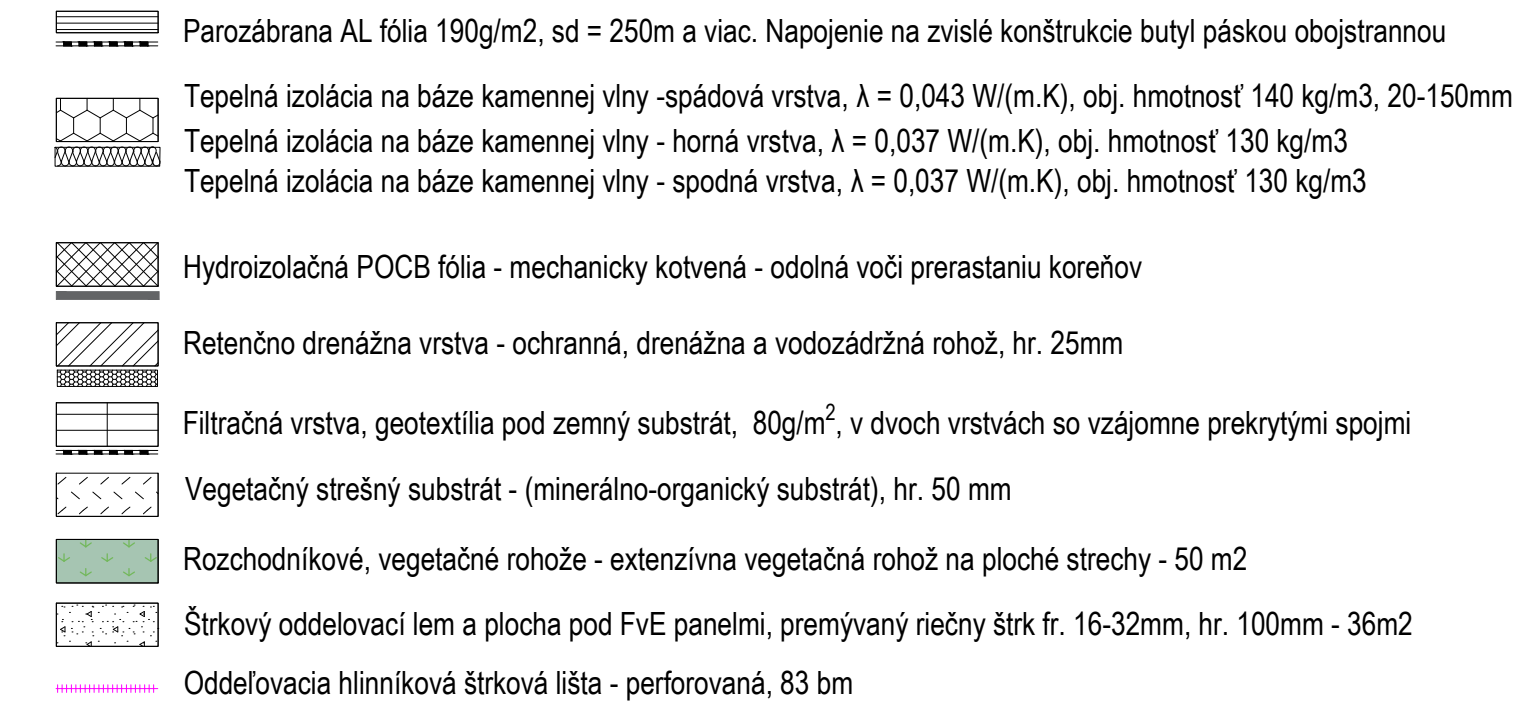 Parozábrana AL fólia 190g/m2, sd = 250m a viac. Napojenie na zvislé konštrukcie butyl páskou obojstrannou
Tepelná izolácia na báze kamennej vlny -spádová vrstva, λ = 0,043 W/(m.K), obj. hmotnosť 140 kg/m3, 20-150mm
Tepelná izolácia na báze kamennej vlny - horná vrstva, λ = 0,037 W/(m.K), obj. hmotnosť 130 kg/m3
Tepelná izolácia na báze kamennej vlny - spodná vrstva, λ = 0,037 W/(m.K), obj. hmotnosť 130 kg/m3
Hydroizolačná POCB fólia - mechanicky kotvená - odolná voči prerastaniu koreňov
Retenčno drenážna vrstva - ochranná, drenážna a vodozádržná rohož, hr. 25mm
Filtračná vrstva, geotextília pod zemný substrát, 80g/m², v dvoch vrstvách so vzájomne prekrytými spojmi
Vegetačný strešný substrát - (minerálno-organický substrát), hr. 50 mm
Rozchodníkové, vegetačné rohože - extenzívna vegetačná rohož na ploché strechy - 50 m2
Štrkový oddelovací lem a plocha pod FvE panelmi, premývaný riečny štrk fr. 16-32mm, hr. 100mm - 36m2
Oddeľovacia hlinníková štrková lišta - perforovaná, 83 bm